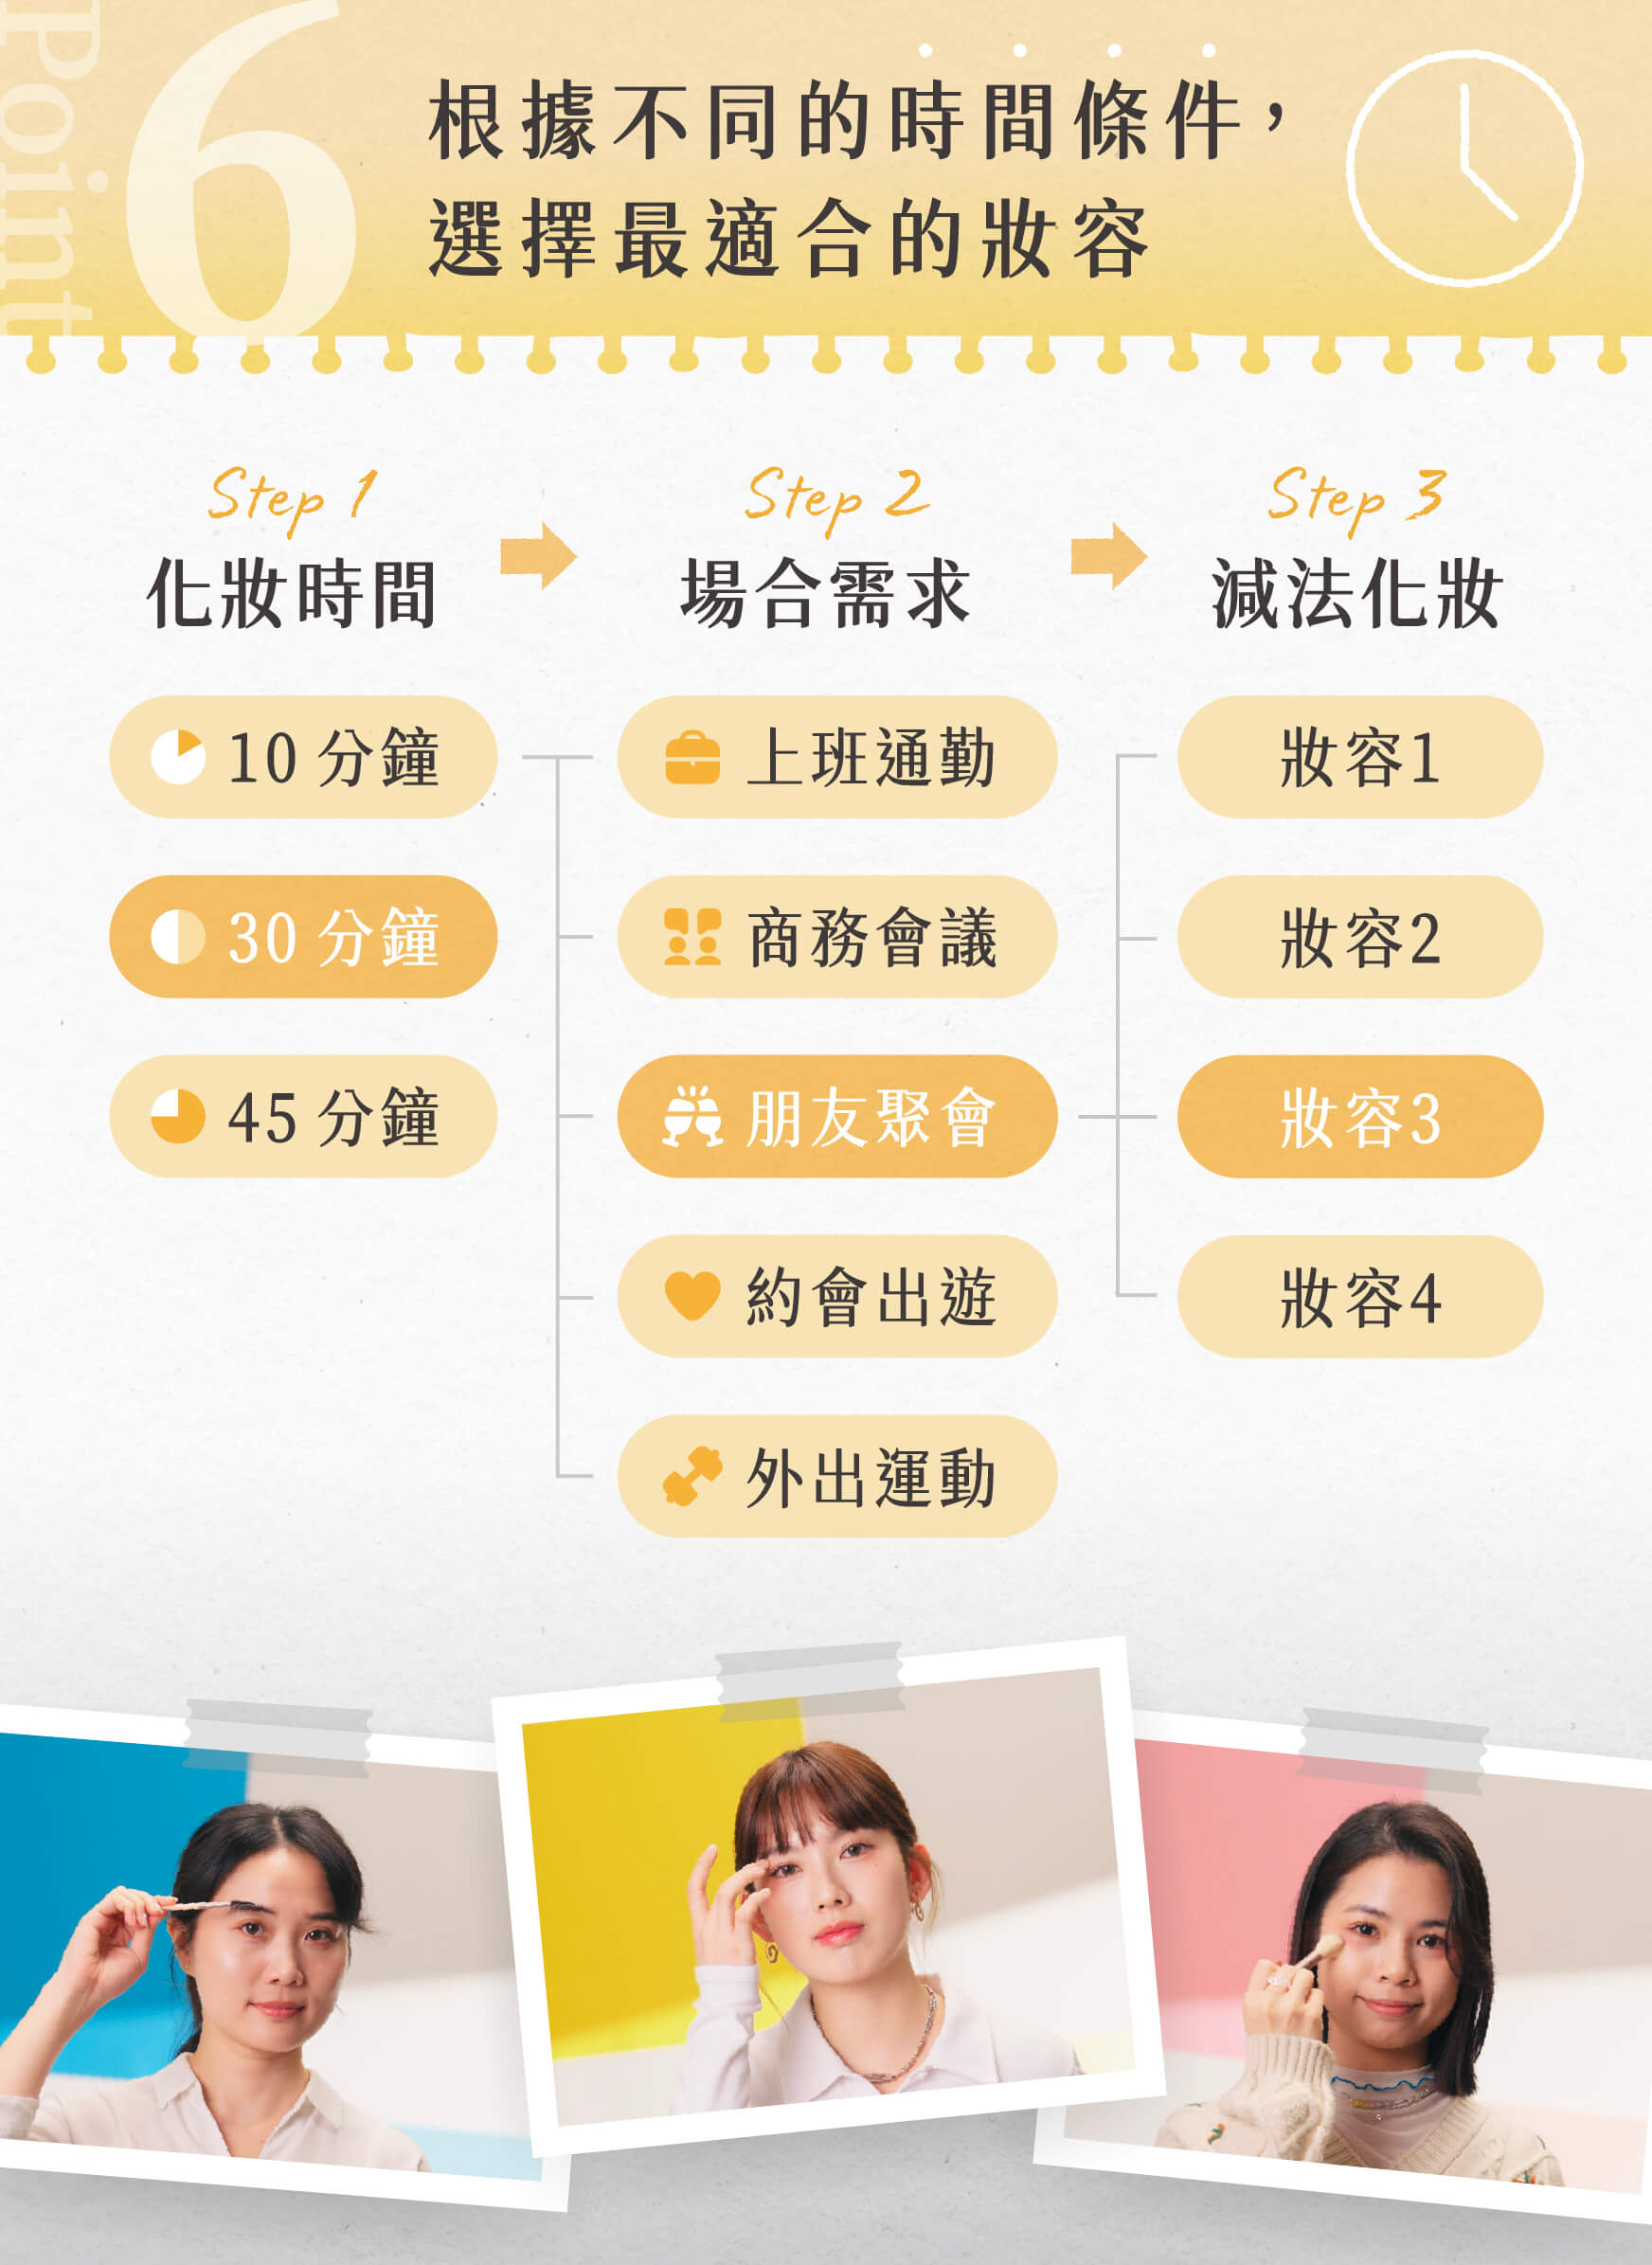 Point
6
根據不同的時間條件，
選擇最適合的妝容
Step 1
化妝時間
Step 2
場合需求
Step 3
減法化妝
10 分鐘
30 分鐘
45 分鐘
上班通勤
商務會議
朋友聚會
約會出遊
外出運動
妝容1
妝容2
妝容3
妝容4